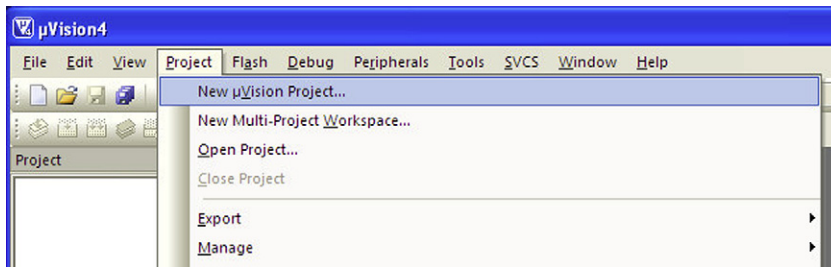 µVision4
File Edit View Project Flash Debug Peripherals Tools SVCS Window Help
New µVision Project...
New Multi-Project Workspace...
Open Project...
Close Project
Project
Export
Manage